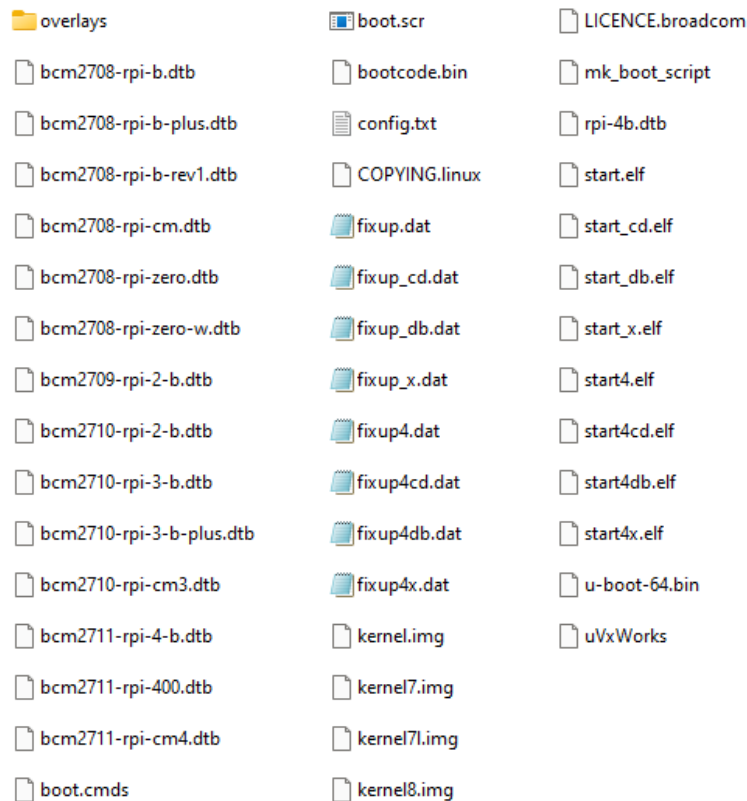 overlays
bcm2708-rpi-b.dtb
bcm2708-rpi-b-plus.dtb
bcm2708-rpi-b-rev1.dtb
bcm2708-rpi-cm.dtb
bcm2708-rpi-zero.dtb
bcm2708-rpi-zero-w.dtb
bcm2709-rpi-2-b.dtb
bcm2710-rpi-2-b.dtb
bcm2710-rpi-3-b.dtb
bcm2710-rpi-3-b-plus.dtb
bcm2710-rpi-cm3.dtb
bcm2711-rpi-4-b.dtb
bcm2711-rpi-400.dtb
bcm2711-rpi-cm4.dtb
boot.cmds
boot.scr
bootcode.bin
config.txt
COPYING.linux
fixup.dat
fixup_cd.dat
fixup_db.dat
fixup_x.dat
fixup4.dat
fixup4cd.dat
fixup4db.dat
fixup4x.dat
kernel.img
kernel7.img
kernel7l.img
kernel8.img
LICENCE.broadcom
mk_boot_script
rpi-4b.dtb
start.elf
start_cd.elf
start_db.elf
start_x.elf
start4.elf
start4cd.elf
start4db.elf
start4x.elf
u-boot-64.bin
uVxWorks